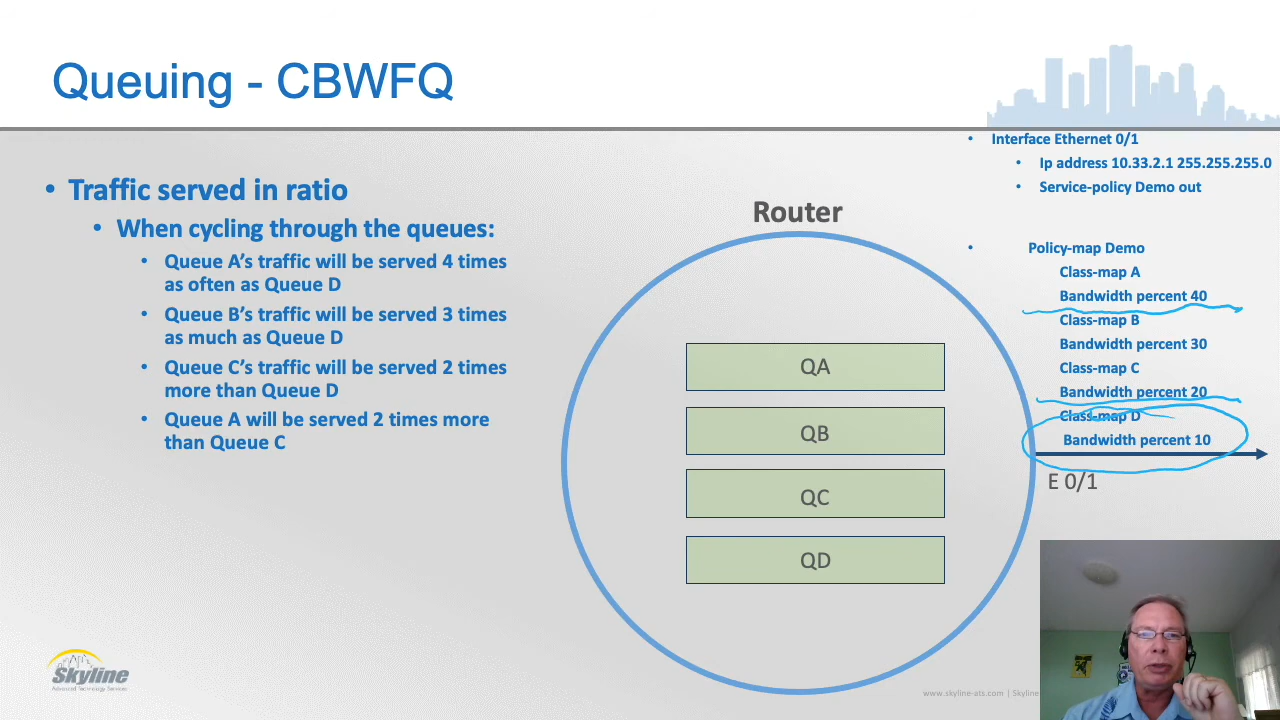 Queuing - CBWFQ
• Interface Ethernet 0/1
• Ip address 10.33.2.1 255.255.255.0
• Service-policy Demo out
• Traffic served in ratio
• When cycling through the queues:
• Queue A's traffic will be served 4 times
as often as Queue D
• Queue B's traffic will be served 3 times
as much as Queue D
• Queue C's traffic will be served 2 times
more than Queue D
• Queue A will be served 2 times more
than Queue C
Router
QA
QB
QC
QD
• Policy-map Demo
Class-map A
Bandwidth percent 40
Class-map B
Bandwidth percent 30
Class-map C
Bandwidth percent 20
Class-map D
Bandwidth percent 10
E 0/1
Skyline
Advanced Technology Services
www.skyline-ats.com | Skyline